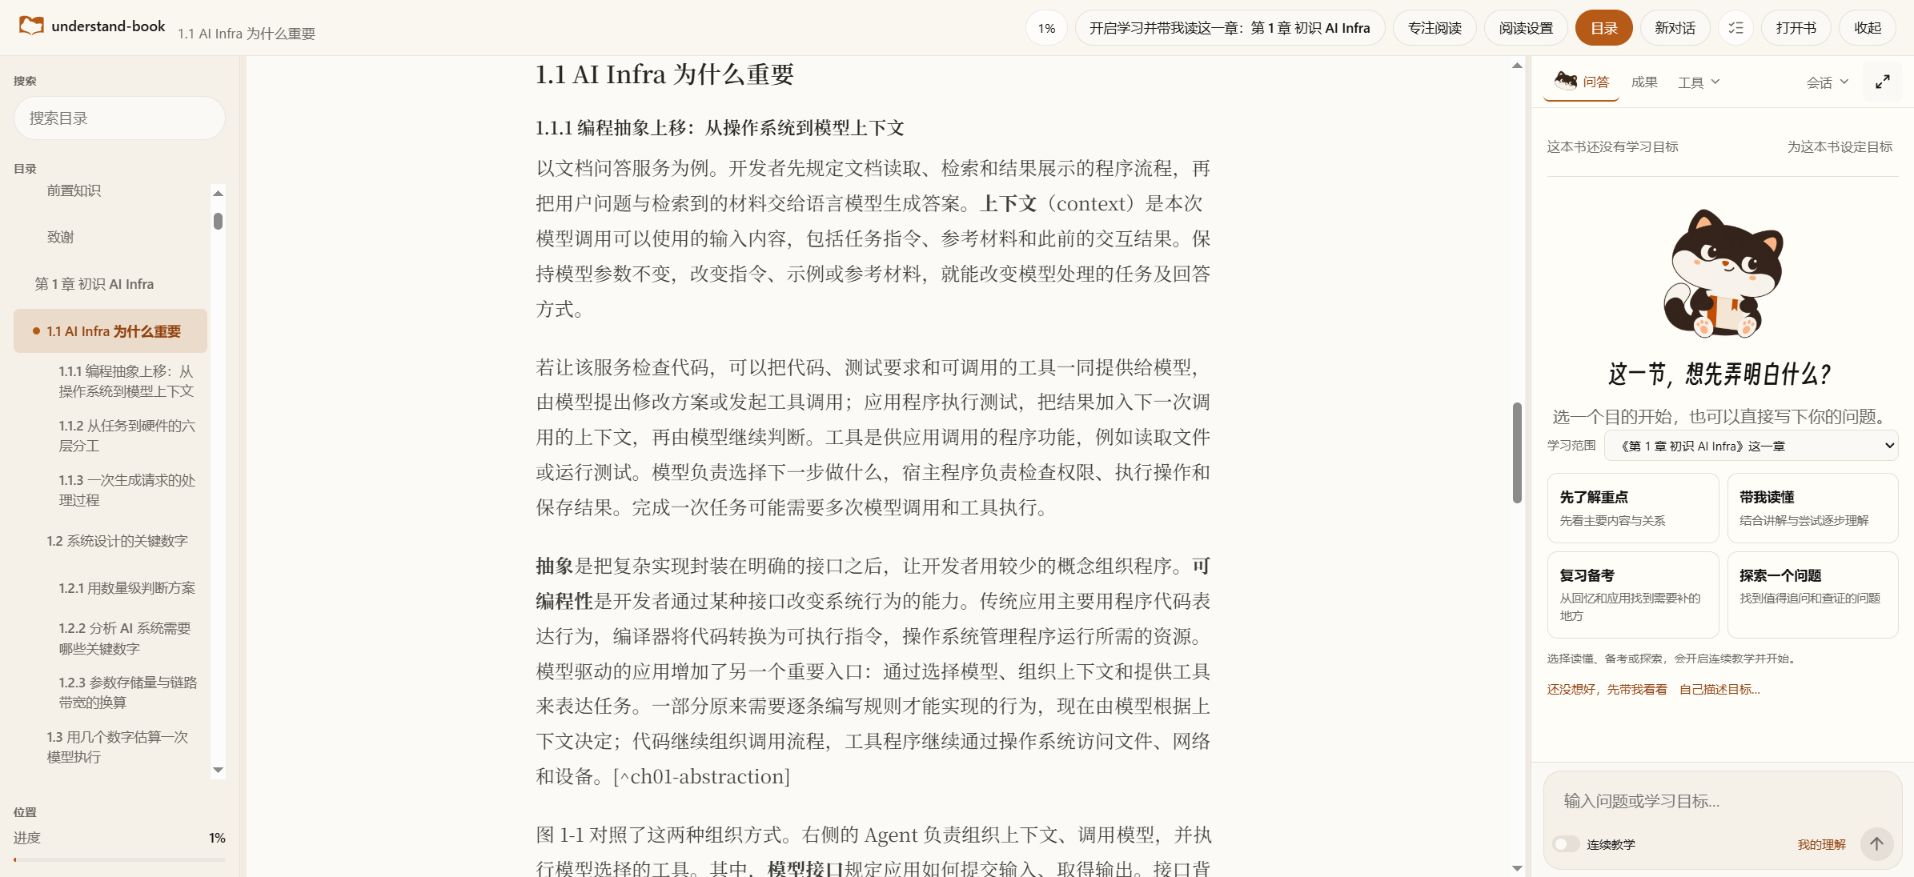 understand-book
1.1 AI Infra 为什么重要
1%
开启学习并带我读这一章：第 1 章 初识 AI Infra
专注阅读
阅读设置
目录
新对话
打开书
收起
搜索
搜索目录
目录
前置知识
致谢
第 1 章 初识 AI Infra
1.1 AI Infra 为什么重要
1.1.1 编程抽象上移：从
操作系统到模型上下文
1.1.2 从任务到硬件的六
层分工
1.1.3 一次生成请求的处
理过程
1.2 系统设计的关键数字
1.2.1 用数量级判断方案
1.2.2 分析 AI 系统需要
哪些关键数字
1.2.3 参数存储量与链路
带宽的换算
1.3 用几个数字估算一次
模型执行
位置
进度
1%
1.1 AI Infra 为什么重要
1.1.1 编程抽象上移：从操作系统到模型上下文
以文档问答服务为例。开发者先规定文档读取、检索和结果展示的程序流程，再
把用户问题与检索到的材料交给语言模型生成答案。上下文（context）是本次
模型调用可以使用的输入内容，包括任务指令、参考材料和此前的交互结果。保
持模型参数不变，改变指令、示例或参考材料，就能改变模型处理的任务及回答
方式。
若让该服务检查代码，可以把代码、测试要求和可调用的工具一同提供给模型，
由模型提出修改方案或发起工具调用；应用程序执行测试，把结果加入下一次调
用的上下文，再由模型继续判断。工具是供应用调用的程序功能，例如读取文件
或运行测试。模型负责选择下一步做什么，宿主程序负责检查权限、执行操作和
保存结果。完成一次任务可能需要多次模型调用和工具执行。
抽象是把复杂实现封装在明确的接口之后，让开发者用较少的概念组织程序。可
编程性是开发者通过某种接口改变系统行为的能力。传统应用主要用程序代码表
达行为，编译器将代码转换为可执行指令，操作系统管理程序运行所需的资源。
模型驱动的应用增加了另一个重要入口：通过选择模型、组织上下文和提供工具
来表达任务。一部分原来需要逐条编写规则才能实现的行为，现在由模型根据上
下文决定；代码继续组织调用流程，工具程序继续通过操作系统访问文件、网络
和设备。[^ch01-abstraction]
图 1-1 对照了这两种组织方式。右侧的 Agent 负责组织上下文、调用模型，并执
行模型选择的工具。其中，模型接口规定应用如何提交输入、取得输出。接口背
问答
成果
工具
会话
这本书还没有学习目标
为这本书设定目标
这一节，想先弄明白什么？
选一个目的开始，也可以直接写下你的问题。
学习范围
《第 1 章 初识 AI Infra》这一章
先了解重点
先看主要内容与关系
带我读懂
结合讲解与尝试逐步理解
复习备考
从回忆和应用找到需要补的
地方
探索一个问题
找到值得追问和查证的问题
选择读懂、备考或探索，会开启连续教学并开始。
还没想好，先带我看看
自己描述目标...
输入问题或学习目标...
连续教学
我的理解